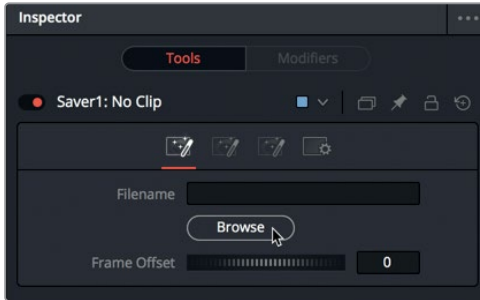 Inspector
Tools Modifiers
Saver1: No Clip
Filename
Browse
Frame Offset 0